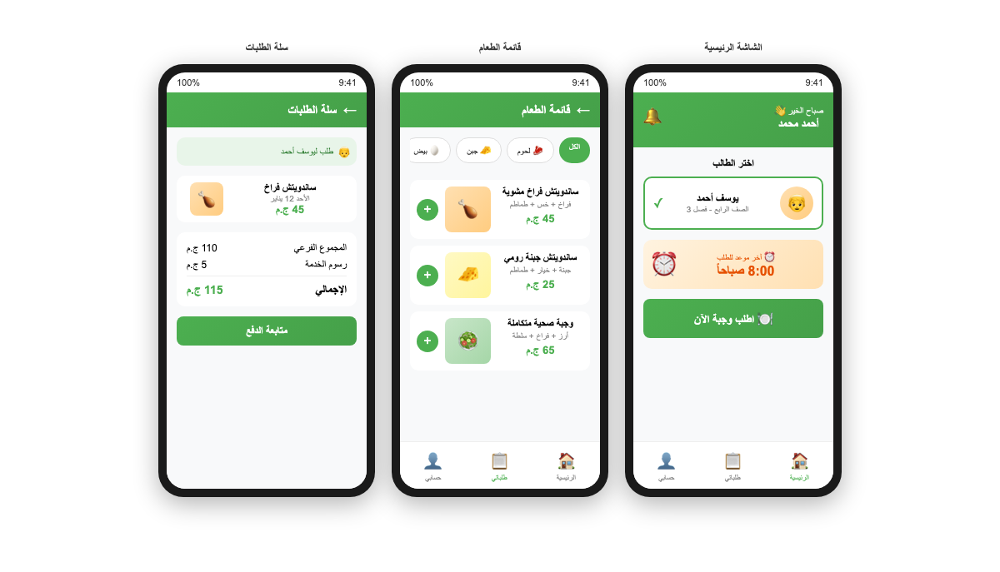 الشاشة الرئيسية
9:41
100%
صباح الخير
أحمد محمد
اختر الطالب
يوسف أحمد
الصف الرابع - فصل 3
آخر موعد للطلب
8:00 صباحاً
اطلب وجبة الآن
الرئيسية
طلباتي
حسابي
قائمة الطعام
9:41
100%
← قائمة الطعام
الكل
لحوم
جبن
بيض
ساندويتش فراخ مشوية
فراخ + خس + طماطم
45 ج.م
+
ساندويتش جبنة رومي
جبنة + خيار + طماطم
25 ج.م
+
وجبة صحية متكاملة
أرز + فراخ + سلطة
65 ج.م
+
الرئيسية
طلباتي
حسابي
سلة الطلبات
9:41
100%
← سلة الطلبات
طلب ليوسف أحمد
ساندويتش فراخ
الأحد 12 يناير
45 ج.م
المجموع الفرعي
110 ج.م
رسوم الخدمة
5 ج.م
الإجمالي
115 ج.م
متابعة الدفع